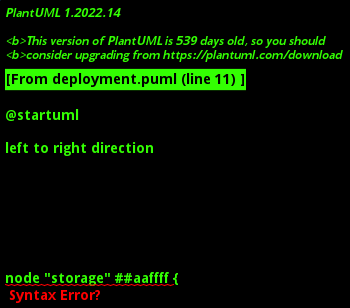 PlantUML 1.2022.14
<b>This version of PlantUML is 539 days old, so you should
<b>consider upgrading from https://plantuml.com/download
[From deployment.puml (line 11) ]
@startuml
left to right direction
node "storage" ##aaffff {
Syntax Error?